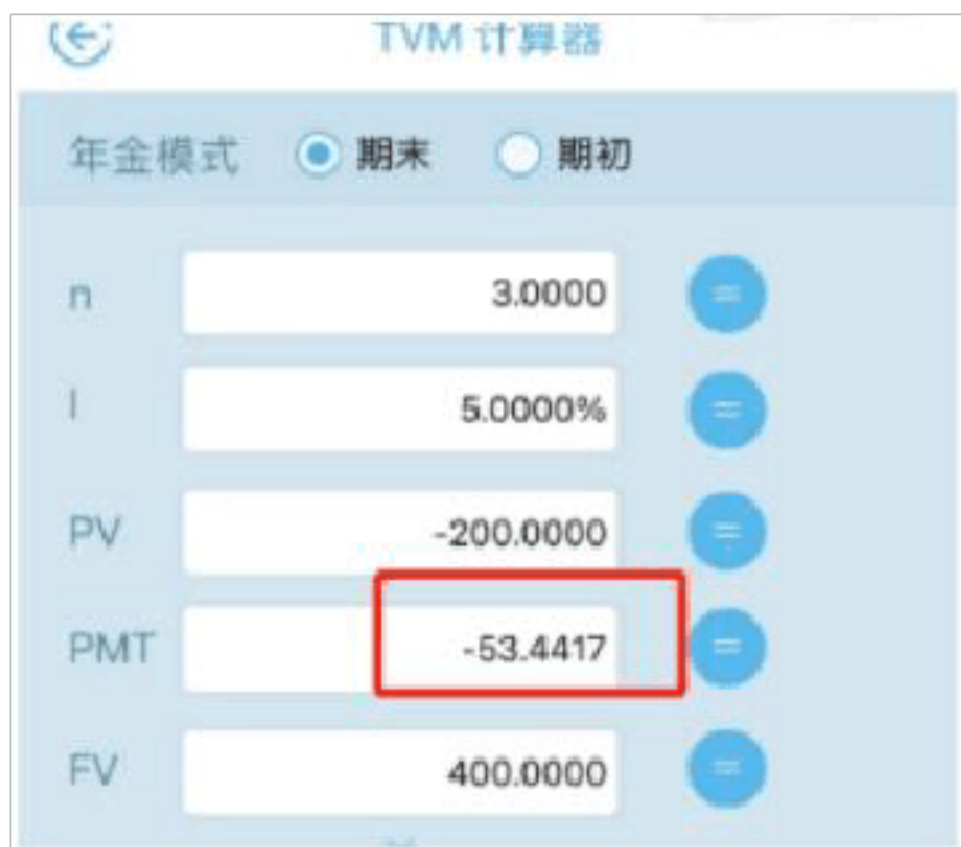 TVM 计算器
年金模式 期末 期初
n 3.0000 =
I 5.0000% =
PV -200.0000 =
PMT -53.4417 =
FV 400.0000 =